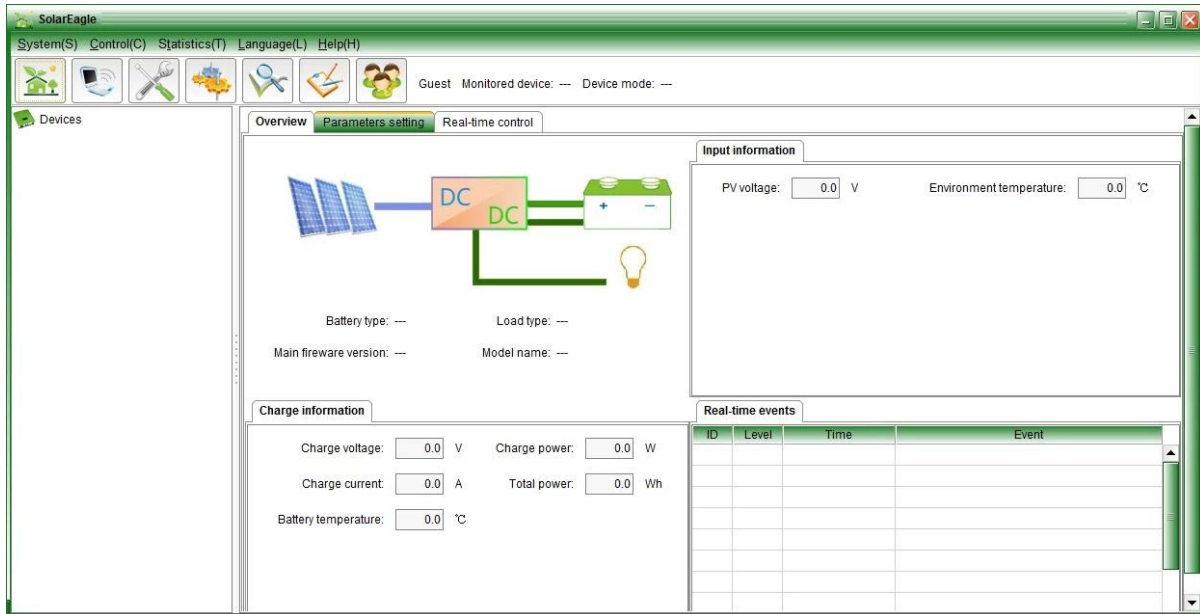 SolarEagle
System(S) Control(C) Statistics(T) Language(L) Help(H)
Guest Monitored device: --- Device mode: ---
Devices
Overview Parameters setting Real-time control
DC
DC
+ −
Battery type: --- Load type: ---
Main fireware version: --- Model name: ---
Input information
PV voltage: 0.0 V Environment temperature: 0.0 ℃
Charge information
Charge voltage: 0.0 V Charge power: 0.0 W
Charge current: 0.0 A Total power: 0.0 Wh
Battery temperature: 0.0 ℃
Real-time events
ID Level Time Event